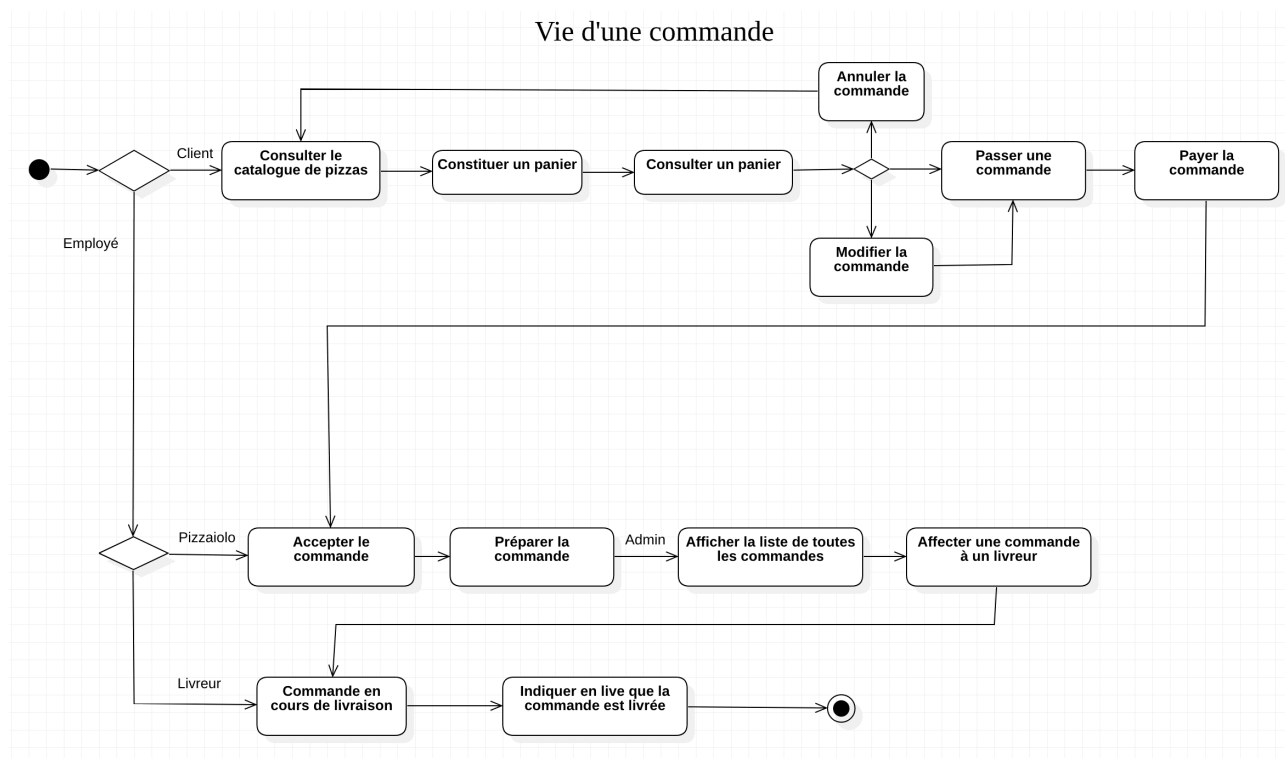 Vie d'une commande
Annuler la
commande
Client
Consulter le
catalogue de pizzas
Constituer un panier
Consulter un panier
Passer une
commande
Payer la
commande
Employé
Modifier la
commande
Pizzaiolo
Accepter le
commande
Préparer la
commande
Admin
Afficher la liste de toutes
les commandes
Affecter une commande
à un livreur
Livreur
Commande en
cours de livraison
Indiquer en live que la
commande est livrée